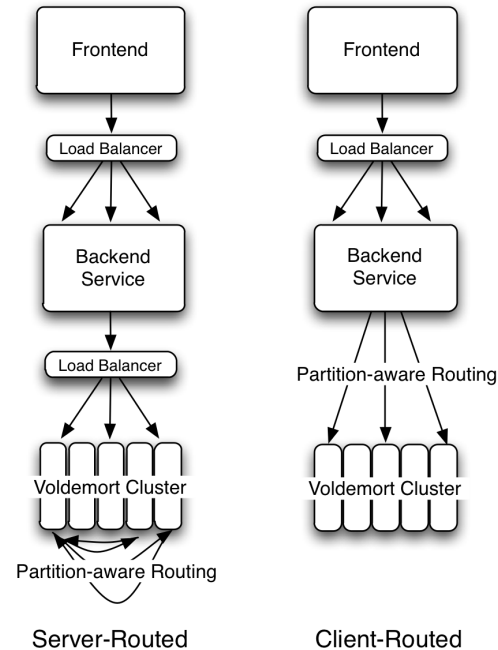 Frontend
Load Balancer
Backend
Service
Load Balancer
Voldemort Cluster
Partition-aware Routing
Server-Routed
Frontend
Load Balancer
Backend
Service
Partition-aware Routing
Voldemort Cluster
Client-Routed